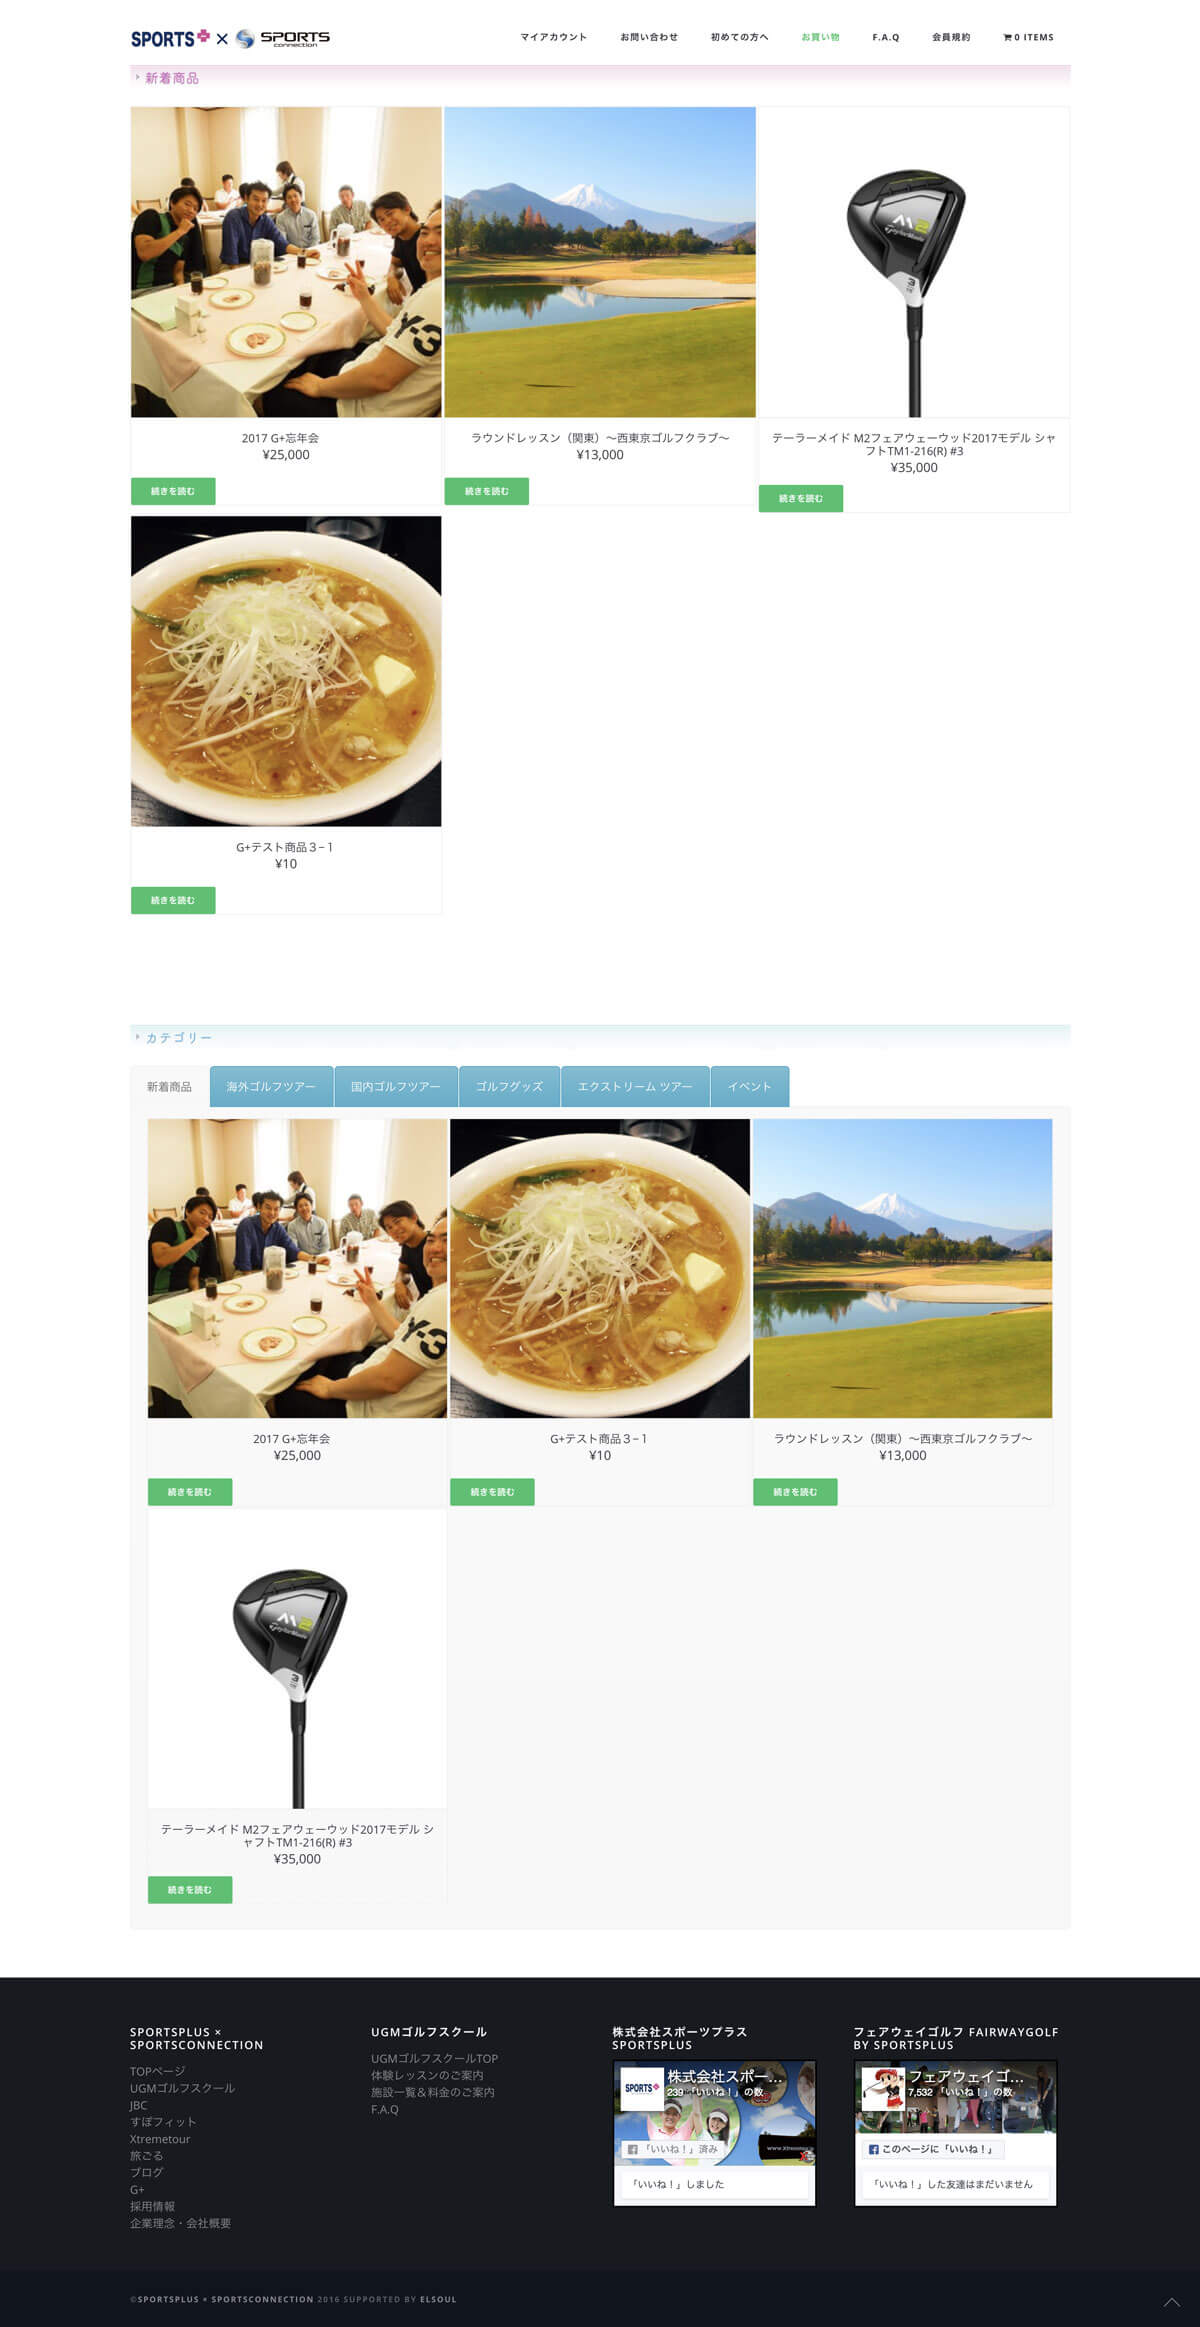 SPORTS+ × SPORTS connection
マイアカウント お問い合わせ 初めての方へ お買い物 F.A.Q 会員規約 0 ITEMS
新着商品
M2
TaylorMade
Y-3
2017 G+忘年会
¥25,000
続きを読む
ラウンドレッスン（関東）〜西東京ゴルフクラブ〜
¥13,000
続きを読む
テーラーメイド M2フェアウェーウッド2017モデル シャ
フトTM1-216(R) #3
¥35,000
続きを読む
G+テスト商品３−１
¥10
続きを読む
カテゴリー
新着商品 海外ゴルフツアー 国内ゴルフツアー ゴルフグッズ エクストリーム ツアー イベント
Y-3
2017 G+忘年会
¥25,000
続きを読む
G+テスト商品３−１
¥10
続きを読む
ラウンドレッスン（関東）〜西東京ゴルフクラブ〜
¥13,000
続きを読む
M2
TaylorMade
テーラーメイド M2フェアウェーウッド2017モデル シ
ャフトTM1-216(R) #3
¥35,000
続きを読む
SPORTSPLUS ×
SPORTSCONNECTION
TOPページ
UGMゴルフスクール
JBC
すぽフィット
Xtremetour
旅ごる
ブログ
G+
採用情報
企業理念・会社概要
UGMゴルフスクール
UGMゴルフスクールTOP
体験レッスンのご案内
施設一覧＆料金のご案内
F.A.Q
株式会社スポーツプラス
SPORTSPLUS
SPORTS+
株式会社スポー...
239 「いいね！」の数
「いいね！」済み
「いいね！」しました
フェアウェイゴルフ FAIRWAYGOLF
BY SPORTSPLUS
フェアウェイゴ...
7,532 「いいね！」の数
このページに「いいね！」
「いいね！」した友達はまだいません
©SPORTSPLUS × SPORTSCONNECTION 2016 SUPPORTED BY ELSOUL